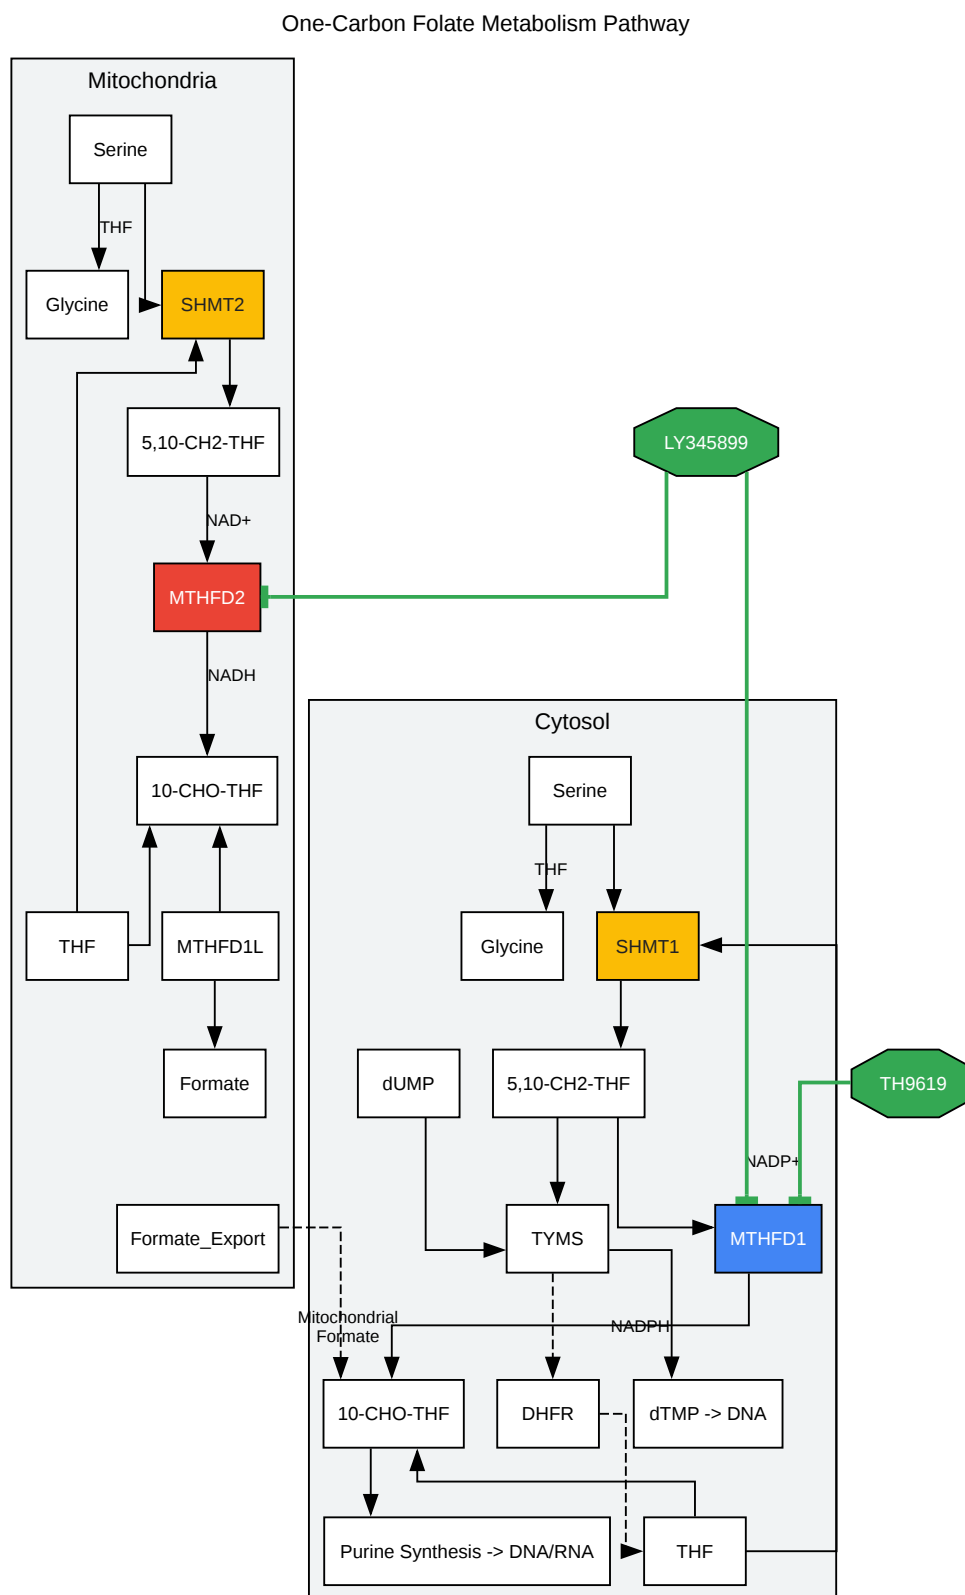 One-Carbon Folate Metabolism Pathway
Mitochondria
Serine
THF
Glycine
SHMT2
5,10-CH2-THF
LY345899
NAD+
MTHFD2
NADH
Cytosol
10-CHO-THF
Serine
THF
THF
MTHFD1L
Glycine
SHMT1
Formate
dUMP
5,10-CH2-THF
TH9619
NADP+
Formate_Export
TYMS
MTHFD1
Mitochondrial
Formate
NADPH
10-CHO-THF
DHFR
dTMP -> DNA
Purine Synthesis -> DNA/RNA
THF